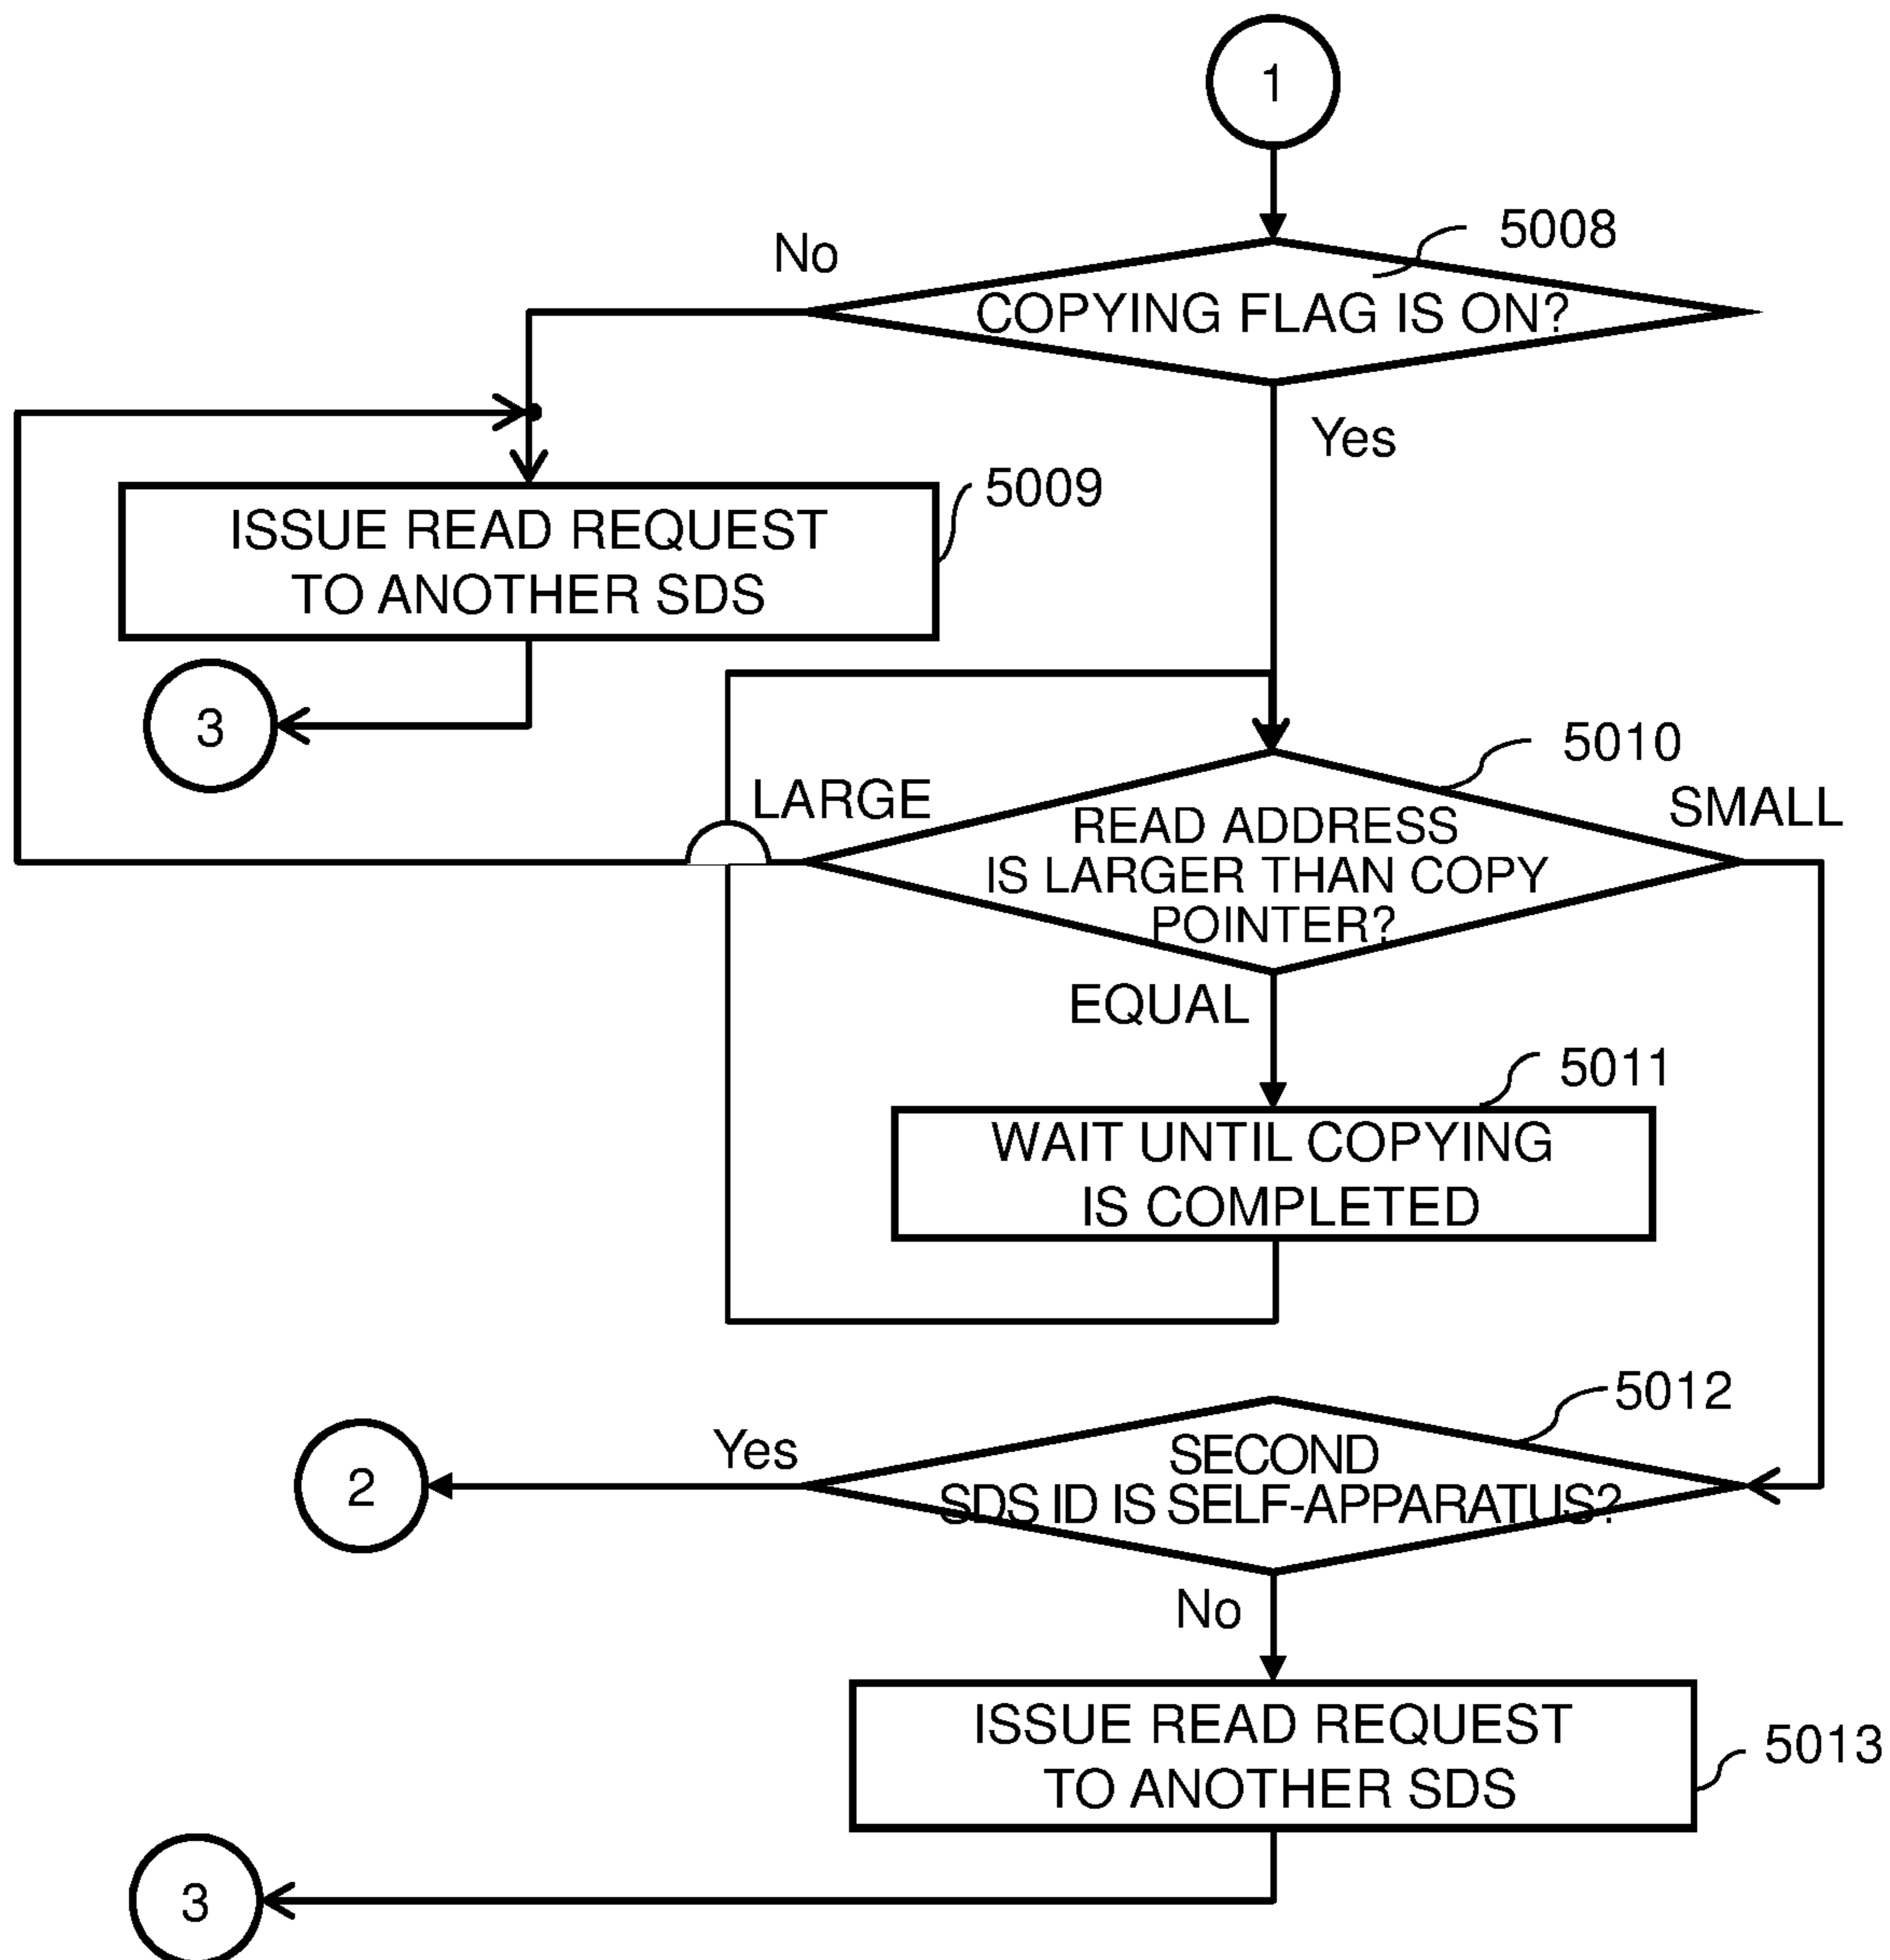 1
5008
No
COPYING FLAG IS ON?
Yes
5009
ISSUE READ REQUEST
TO ANOTHER SDS
3
5010
LARGE
SMALL
READ ADDRESS
IS LARGER THAN COPY
POINTER?
EQUAL
5011
WAIT UNTIL COPYING
IS COMPLETED
5012
Yes
SECOND
SDS ID IS SELF-APPARATUS?
2
No
ISSUE READ REQUEST
TO ANOTHER SDS
5013
3